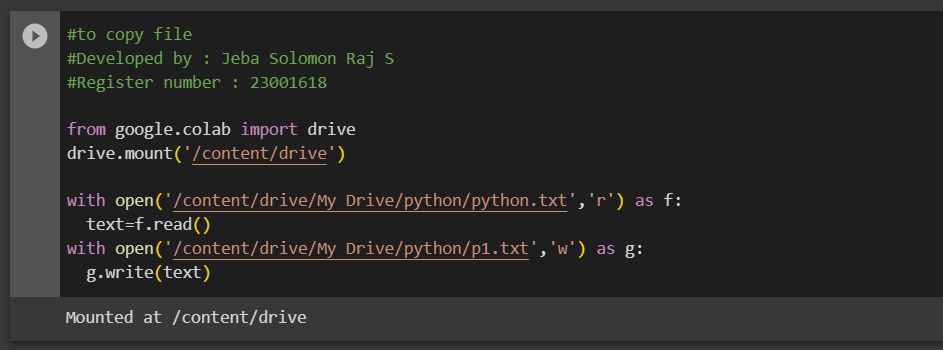 #to copy file
#Developed by : Jeba Solomon Raj S
#Register number : 23001618
from google.colab import drive
drive.mount('/content/drive')
with open('/content/drive/My Drive/python/python.txt','r') as f:
  text=f.read()
with open('/content/drive/My Drive/python/p1.txt','w') as g:
  g.write(text)
Mounted at /content/drive